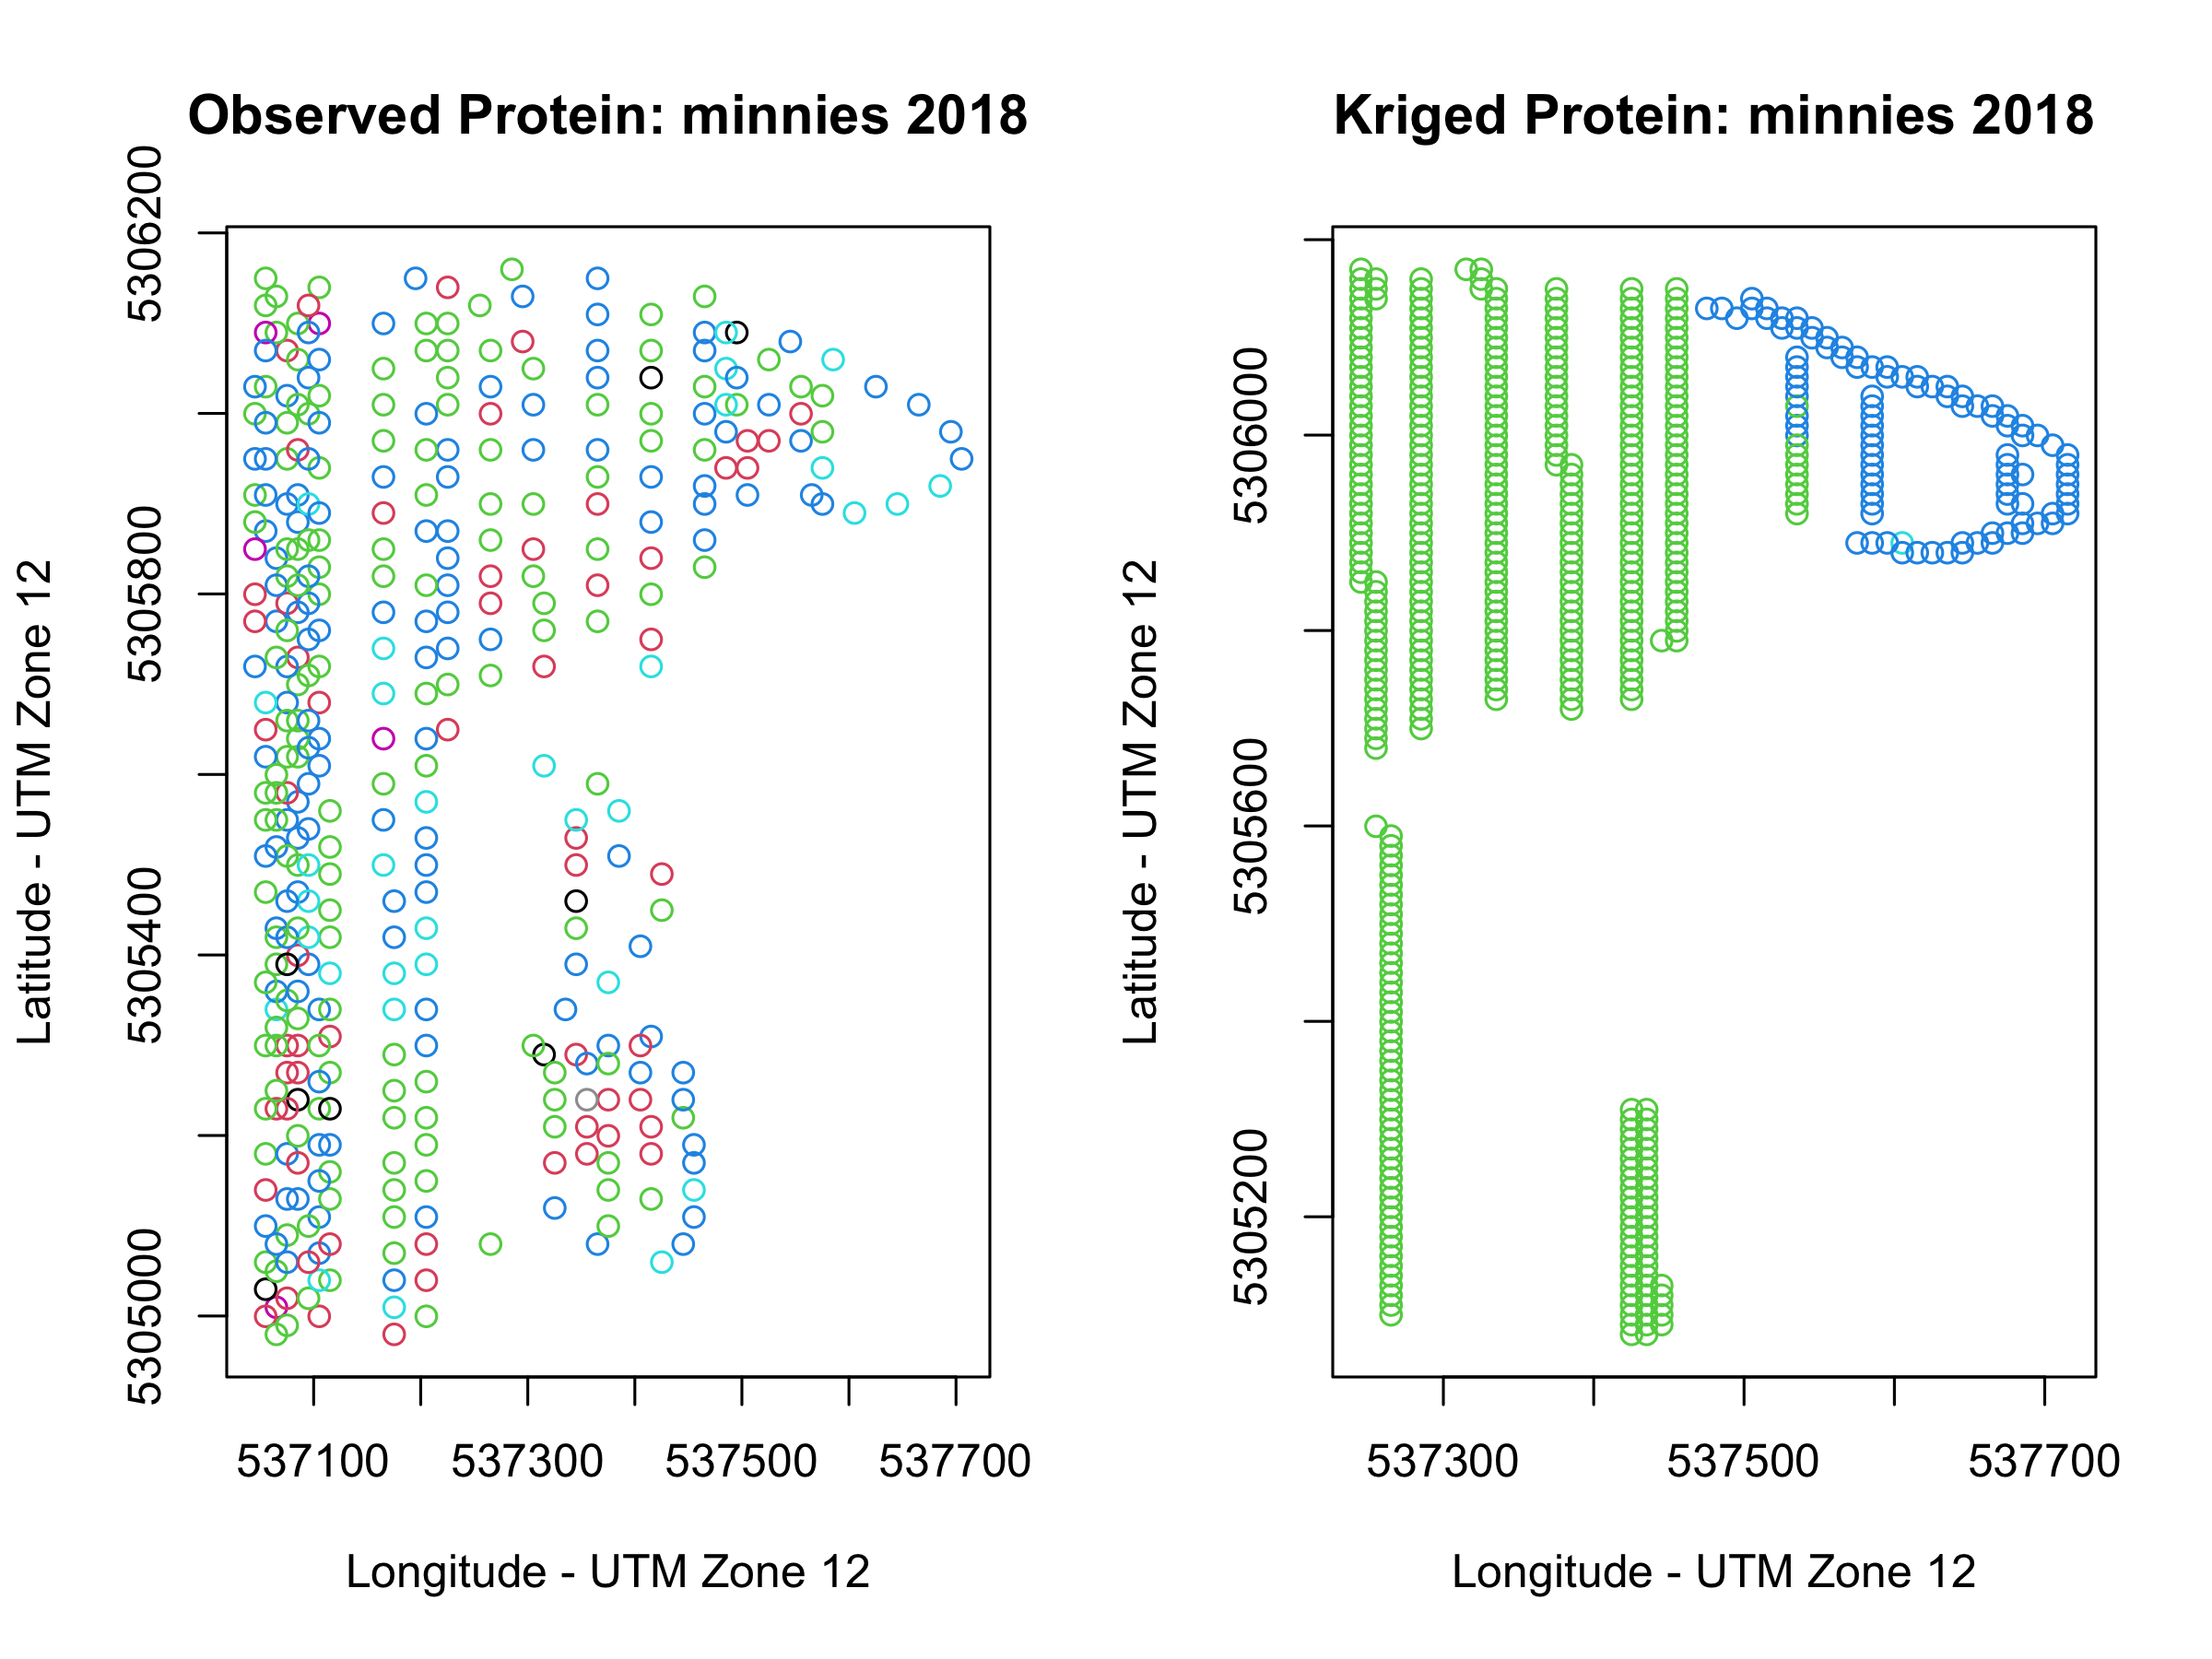 Observed Protein: minnies 2018
Latitude - UTM Zone 12
5306200
5305800
5305400
5305000
537100 537300 537500 537700
Longitude - UTM Zone 12
Kriged Protein: minnies 2018
Latitude - UTM Zone 12
5306000
5305600
5305200
537300 537500 537700
Longitude - UTM Zone 12